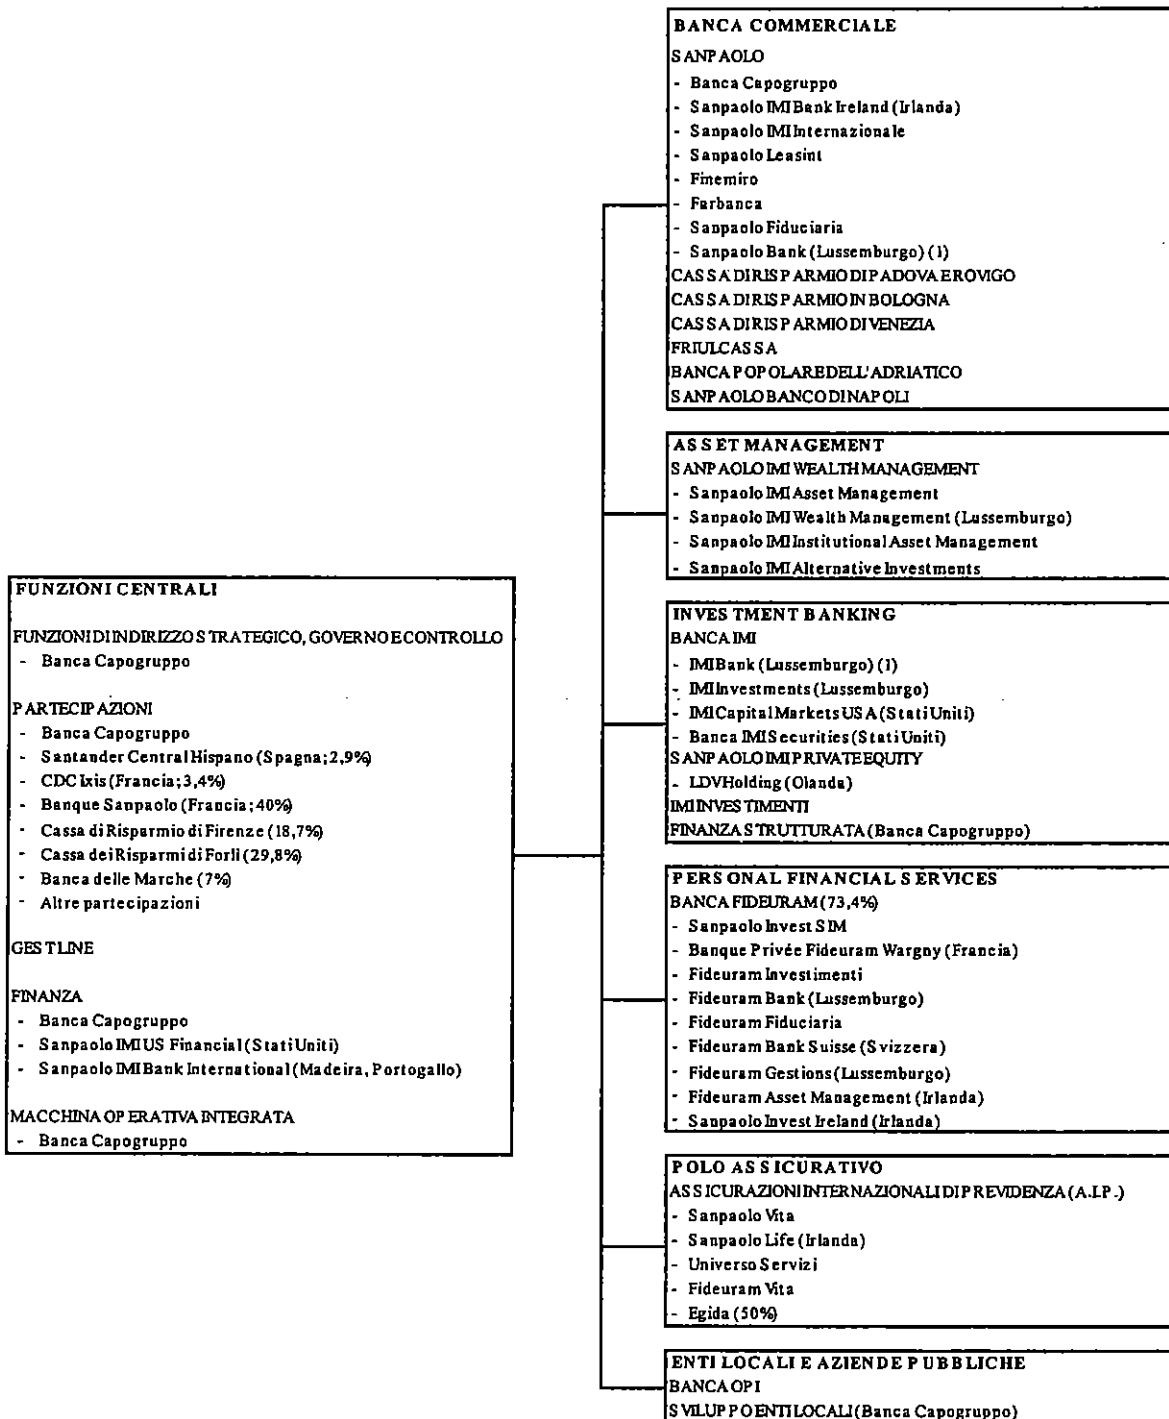 FUNZIONI CENTRALI
FUNZIONI DI INDIRIZZO STRATEGICO, GOVERNO E CONTROLLO
- Banca Capogruppo
PARTECIPAZIONI
- Banca Capogruppo
- Santander Central Hispano (Spagna; 2,9%)
- CDC Ixis (Francia; 3,4%)
- Banque Sanpaolo (Francia; 40%)
- Cassa di Risparmio di Firenze (18,7%)
- Cassa dei Risparmi di Forli (29,8%)
- Banca delle Marche (7%)
- Altre partecipazioni
GESTLINE
FINANZA
- Banca Capogruppo
- Sanpaolo IMI US Financial (Stati Uniti)
- Sanpaolo IMI Bank International (Madeira, Portogallo)
MACCHINA OPERATIVA INTEGRATA
- Banca Capogruppo
BANCA COMMERCIALE
SANPAOLO
- Banca Capogruppo
- Sanpaolo IMI Bank Ireland (Irlanda)
- Sanpaolo IMI Internazionale
- Sanpaolo Leasint
- Finemiro
- Farbanca
- Sanpaolo Fiduciaria
- Sanpaolo Bank (Lussemburgo) (1)
CASSA DI RISPARMIO DI PADOVA E ROVIGO
CASSA DI RISPARMIO IN BOLOGNA
CASSA DI RISPARMIO DI VENEZIA
FRIULCASSA
BANCA POPOLARE DELL'ADRIATICO
SANPAOLO BANCO DI NAPOLI
ASSET MANAGEMENT
SANPAOLO IMI WEALTH MANAGEMENT
- Sanpaolo IMI Asset Management
- Sanpaolo IMI Wealth Management (Lussemburgo)
- Sanpaolo IMI Institutional Asset Management
- Sanpaolo IMI Alternative Investments
INVESTMENT BANKING
BANCA IMI
- IMI Bank (Lussemburgo) (1)
- IMI Investments (Lussemburgo)
- IMI Capital Markets USA (Stati Uniti)
- Banca IMI Securities (Stati Uniti)
SANPAOLO IMI PRIVATE EQUITY
- LDV Holding (Olanda)
IMI INVESTIMENTI
FINANZA STRUTTURATA (Banca Capogruppo)
PERSONAL FINANCIAL SERVICES
BANCA FIDEURAM (73,4%)
- Sanpaolo Invest SIM
- Banque Privée Fideuram Wargny (Francia)
- Fideuram Investimenti
- Fideuram Bank (Lussemburgo)
- Fideuram Fiduciaria
- Fideuram Bank Suisse (Svizzera)
- Fideuram Gestions (Lussemburgo)
- Fideuram Asset Management (Irlanda)
- Sanpaolo Invest Ireland (Irlanda)
POLO ASSICURATIVO
ASSICURAZIONI INTERNAZIONALI DI PREVIDENZA (A.I.P.)
- Sanpaolo Vita
- Sanpaolo Life (Irlanda)
- Universo Servizi
- Fideuram Vita
- Egida (50%)
ENTI LOCALI E AZIENDE PUBBLICHE
BANCA OPI
SVILUPPO ENTI LOCALI (Banca Capogruppo)